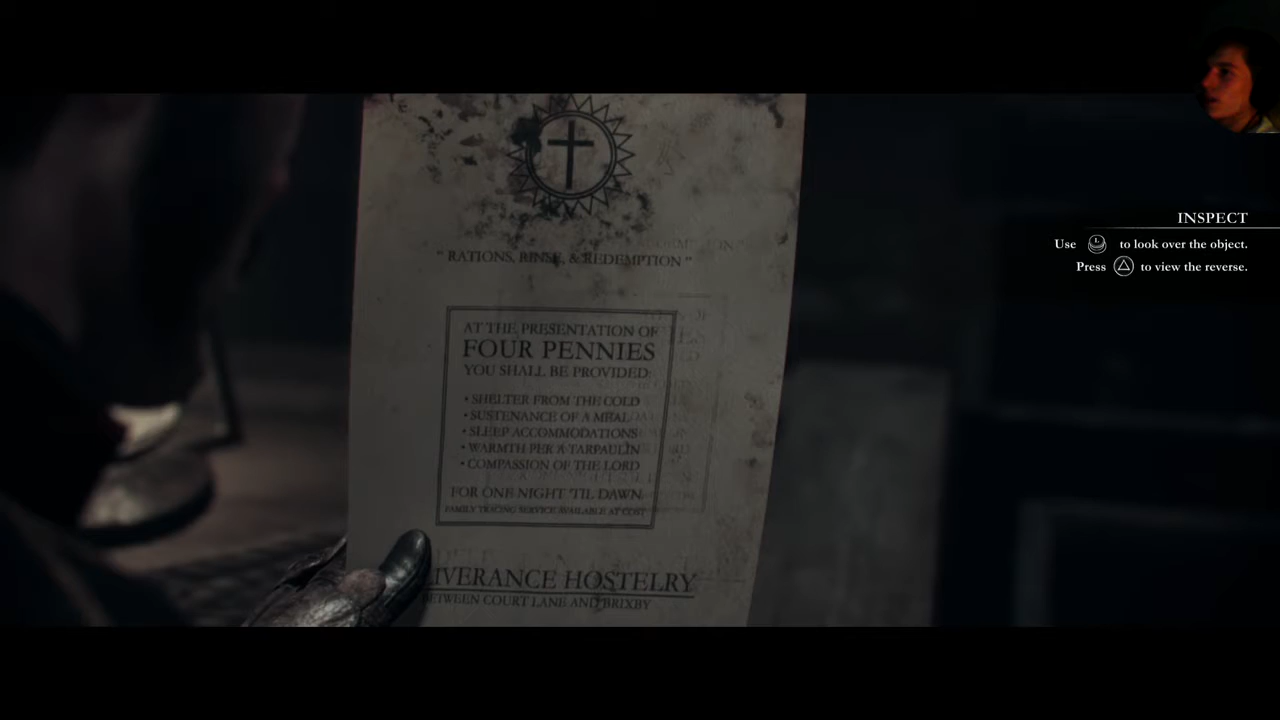 " RATIONS, RINSE, & REDEMPTION "
AT THE PRESENTATION OF
FOUR PENNIES
YOU SHALL BE PROVIDED:
• SHELTER FROM THE COLD
• SUSTENANCE OF A MEAL
• SLEEP ACCOMMODATIONS
• WARMTH PER A TARPAULIN
• COMPASSION OF THE LORD
FOR ONE NIGHT 'TIL DAWN
FAMILY TRACING SERVICE AVAILABLE AT COST
LIVERANCE HOSTELRY
BETWEEN COURT LANE AND BRIXBY
INSPECT
Use L to look over the object.
Press △ to view the reverse.